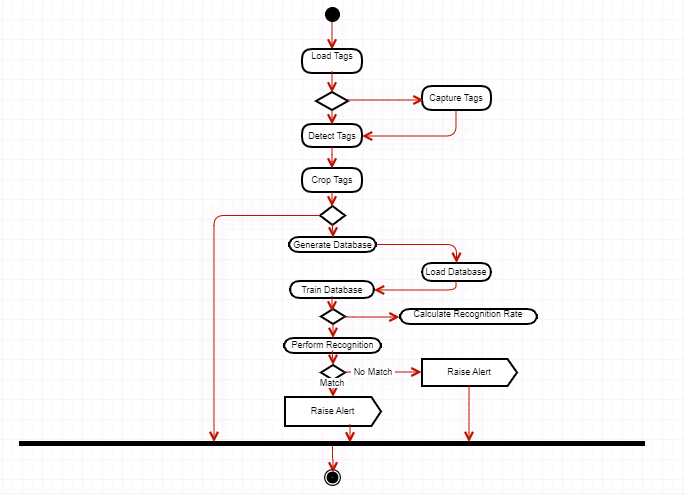 Load Tags
Capture Tags
Detect Tags
Crop Tags
Generate Database
Load Database
Train Database
Calculate Recognition Rate
Perform Recognition
No Match
Raise Alert
Match
Raise Alert